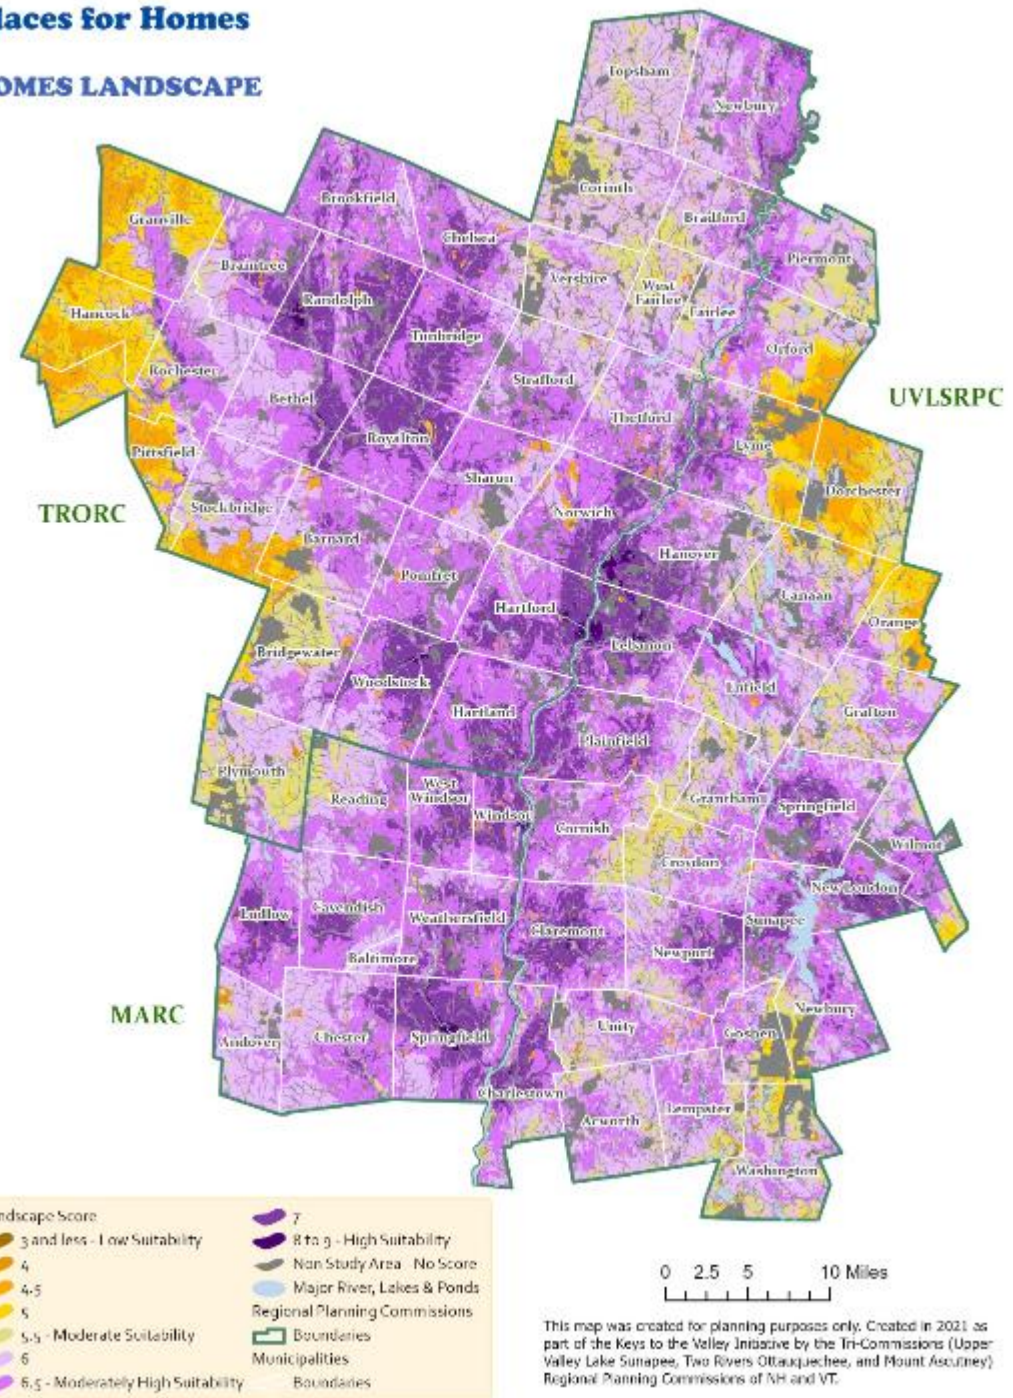 laces for Homes
OMES LANDSCAPE
Topsham
Newbury
Corinth
Brookfield
Bradford
Granville
Chelsea
Piermont
Braintree
Vershire
West
Fairlee
Fairlee
Randolph
Hancock
Tunbridge
Orford
Rochester
Strafford
UVLSRPC
Bethel
Thetford
Royalton
Lyme
Pittsfield
Sharon
Dorchester
TRORC
Stockbridge
Norwich
Barnard
Hanover
Pomfret
Canaan
Hartford
Orange
Lebanon
Bridgewater
Woodstock
Enfield
Hartland
Grafton
Plainfield
Plymouth
Reading
West
Windsor
Grantham
Springfield
Windsor
Cornish
Wilmot
Croydon
New London
Ludlow
Cavendish
Weathersfield
Sunapee
Claremont
Newport
Baltimore
MARC
Newbury
Andover
Chester
Springfield
Unity
Goshen
Charlestown
Acworth
Lempster
Washington
ndscape Score
3 and less - Low Suitability
4
4.5
5
5.5 - Moderate Suitability
6
6.5 - Moderately High Suitability
7
8 to 9 - High Suitability
Non Study Area - No Score
Major River, Lakes & Ponds
Regional Planning Commissions
Boundaries
Municipalities
Boundaries
0 2.5 5 10 Miles
This map was created for planning purposes only. Created in 2021 as
part of the Keys to the Valley Initiative by the Tri-Commissions (Upper
Valley Lake Sunapee, Two Rivers Ottauquechee, and Mount Ascutney)
Regional Planning Commissions of NH and VT.